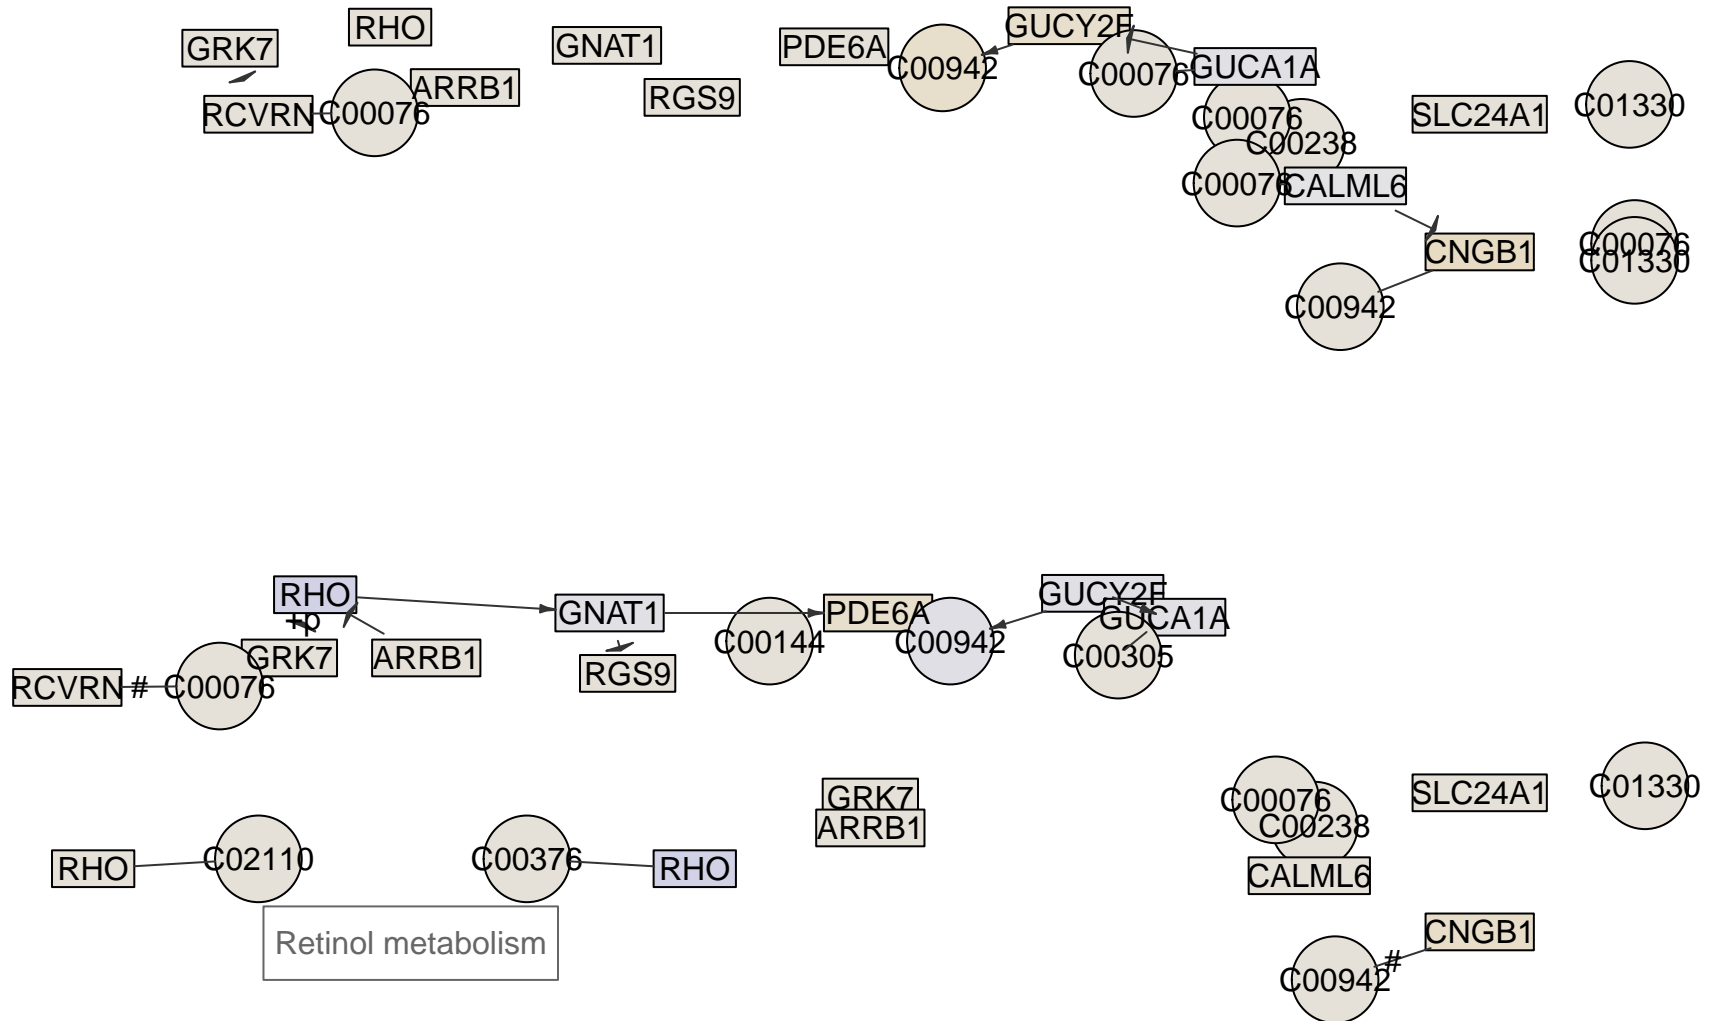 RHO
GRK7
GNAT1
PDE6A
GUCY2F
C00942
C00076
GUCA1A
ARRB1
RGS9
RCVRN
C00076
C00076
C00238
SLC24A1
C01330
C00076
CALML6
CNGB1
C00076
C01330
C00942
RHO
+p
GNAT1
PDE6A
GUCY2F
GUCA1A
GRK7
ARRB1
RGS9
C00144
C00942
C00305
RCVRN
#
C00076
GRK7
ARRB1
C00076
C00238
SLC24A1
C01330
RHO
C02110
C00376
RHO
CALML6
Retinol metabolism
CNGB1
#
C00942